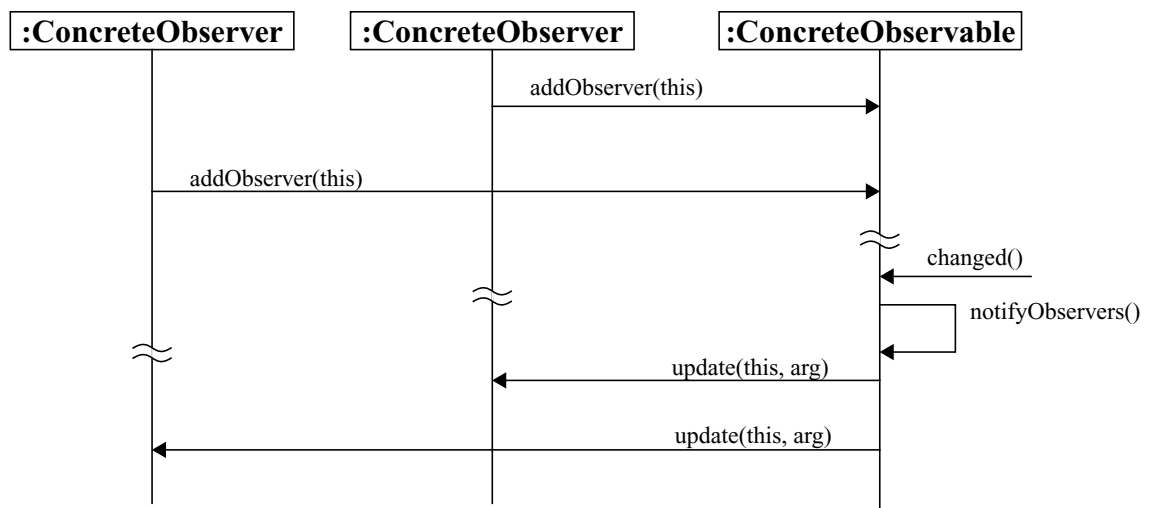 :ConcreteObserver
:ConcreteObserver
:ConcreteObservable
addObserver(this)
addObserver(this)
changed()
notifyObservers()
update(this, arg)
update(this, arg)